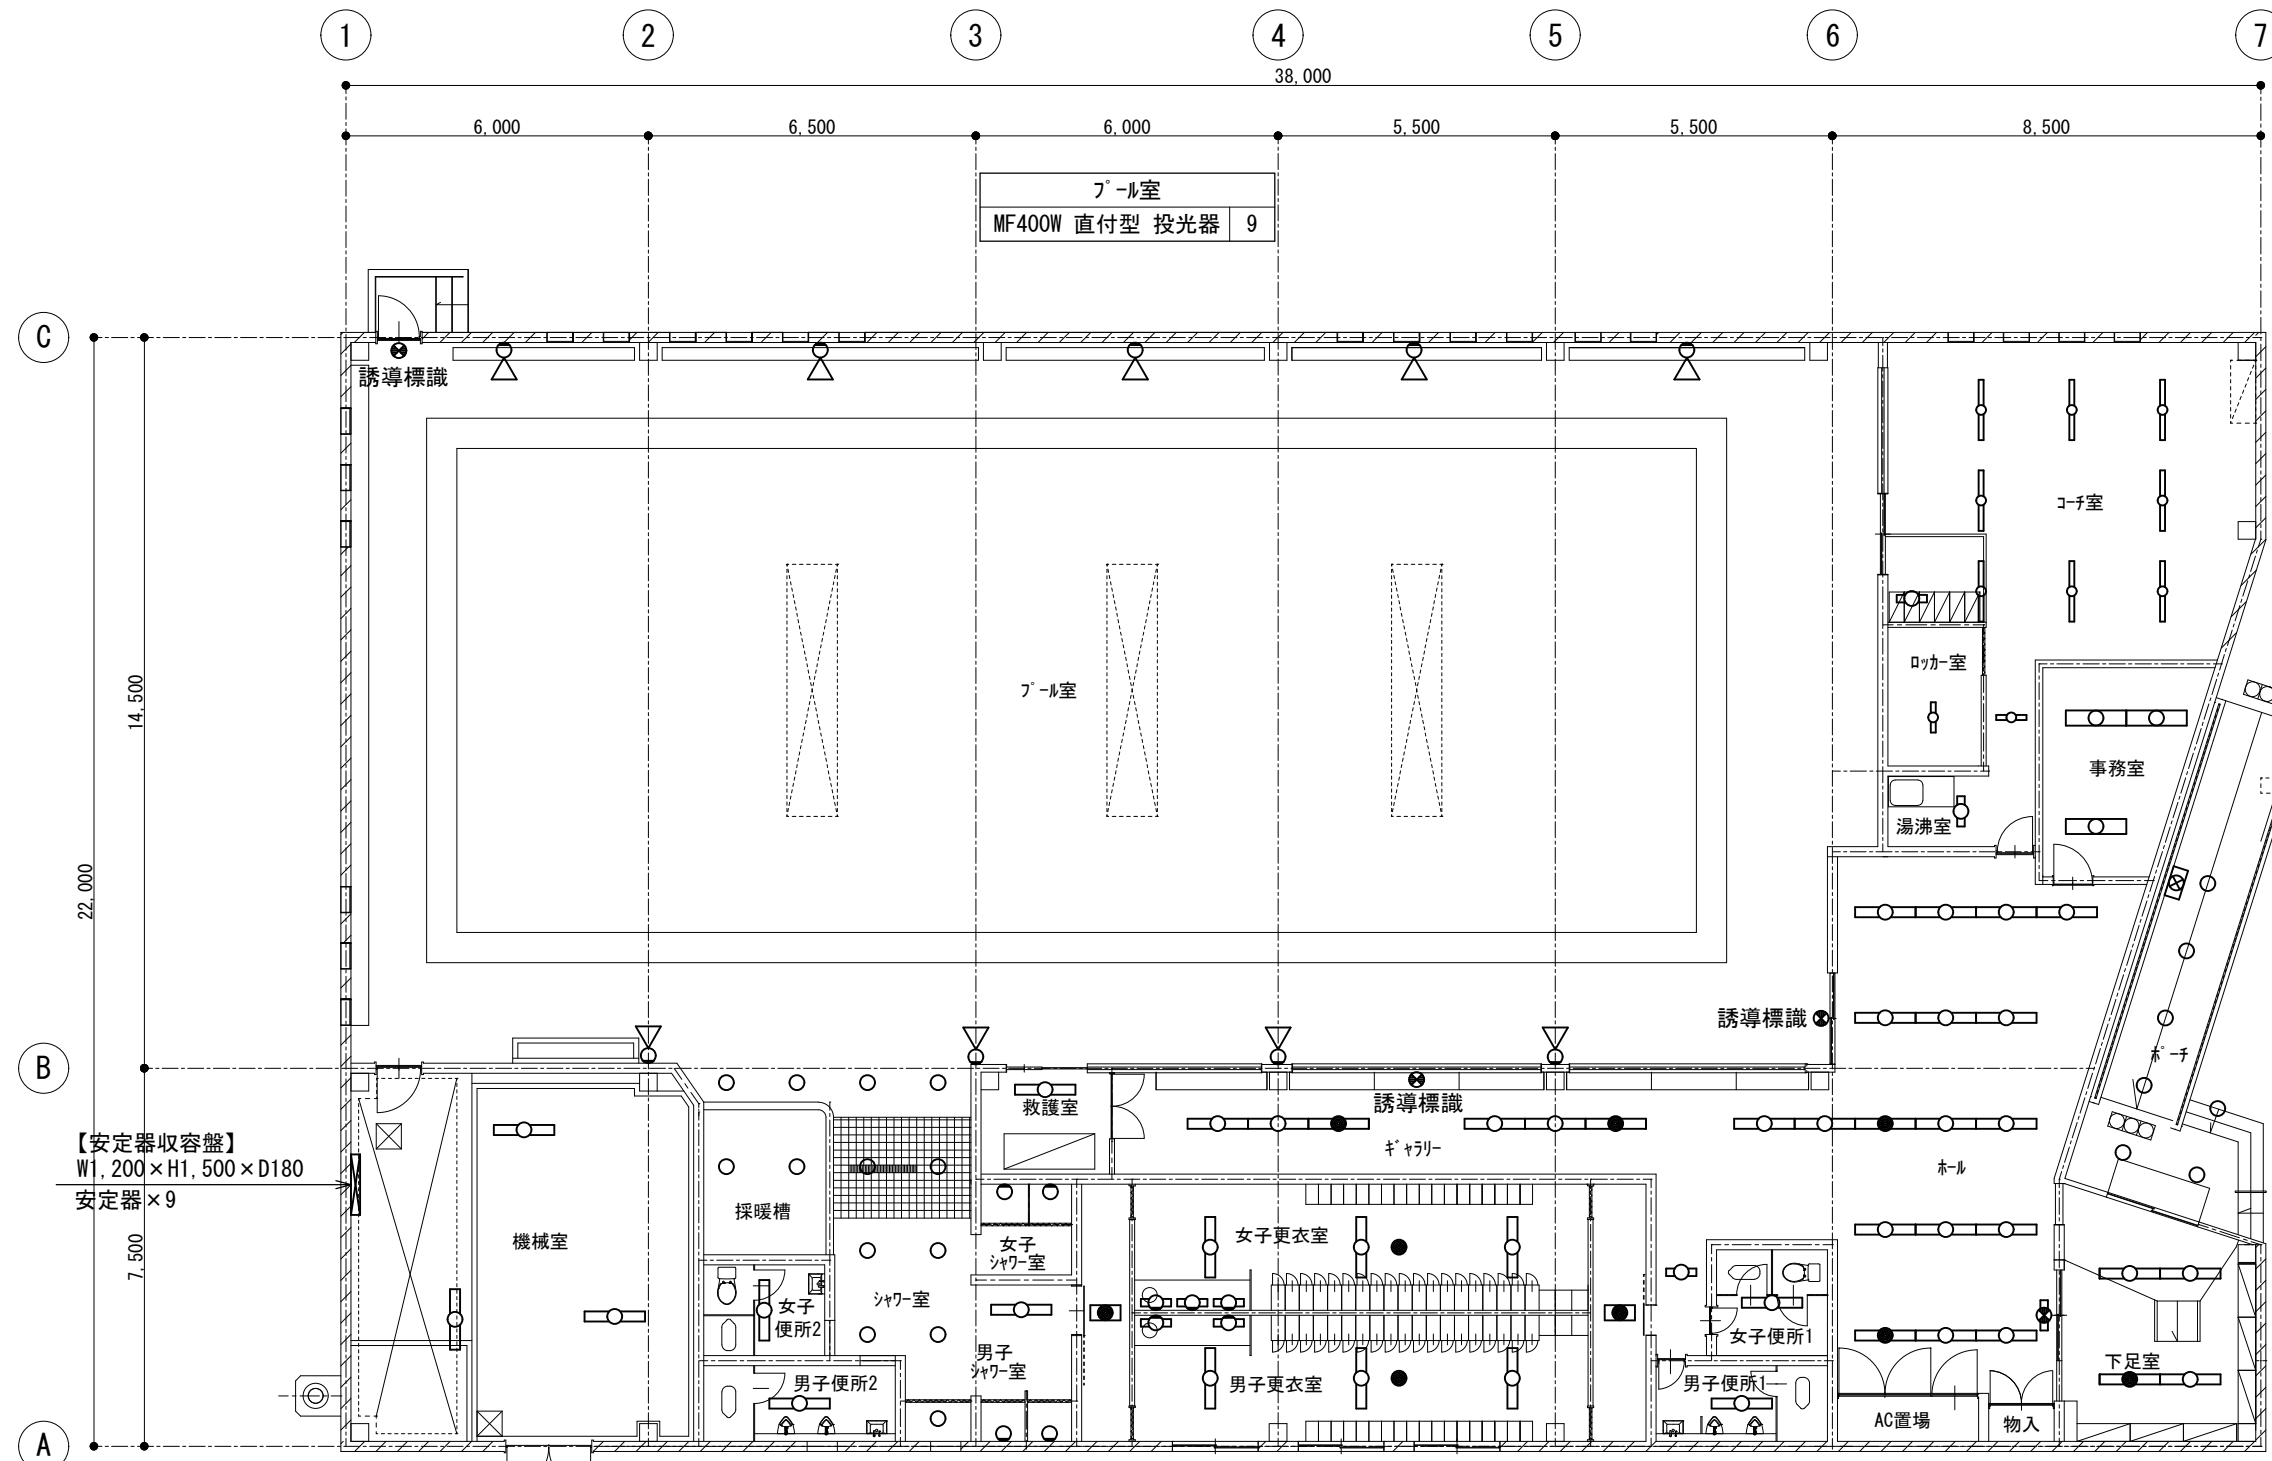 1
2
3
4
5
6
7
38,000
6,000
6,500
6,000
5,500
5,500
8,500
プール室
MF400W 直付型 投光器 9
C
誘導標識
コーチ室
ロッカー室
プール室
14,500
事務室
湯沸室
22,000
誘導標識
ポーチ
B
救護室
誘導標識
ギャラリー
ホール
【安定器収容盤】
W1,200×H1,500×D180
安定器×9
採暖槽
機械室
7,500
女子
シャワー室
女子更衣室
シャワー室
女子
便所2
女子便所1
男子
シャワー室
男子便所2
男子更衣室
男子便所1
下足室
AC置場
物入
A